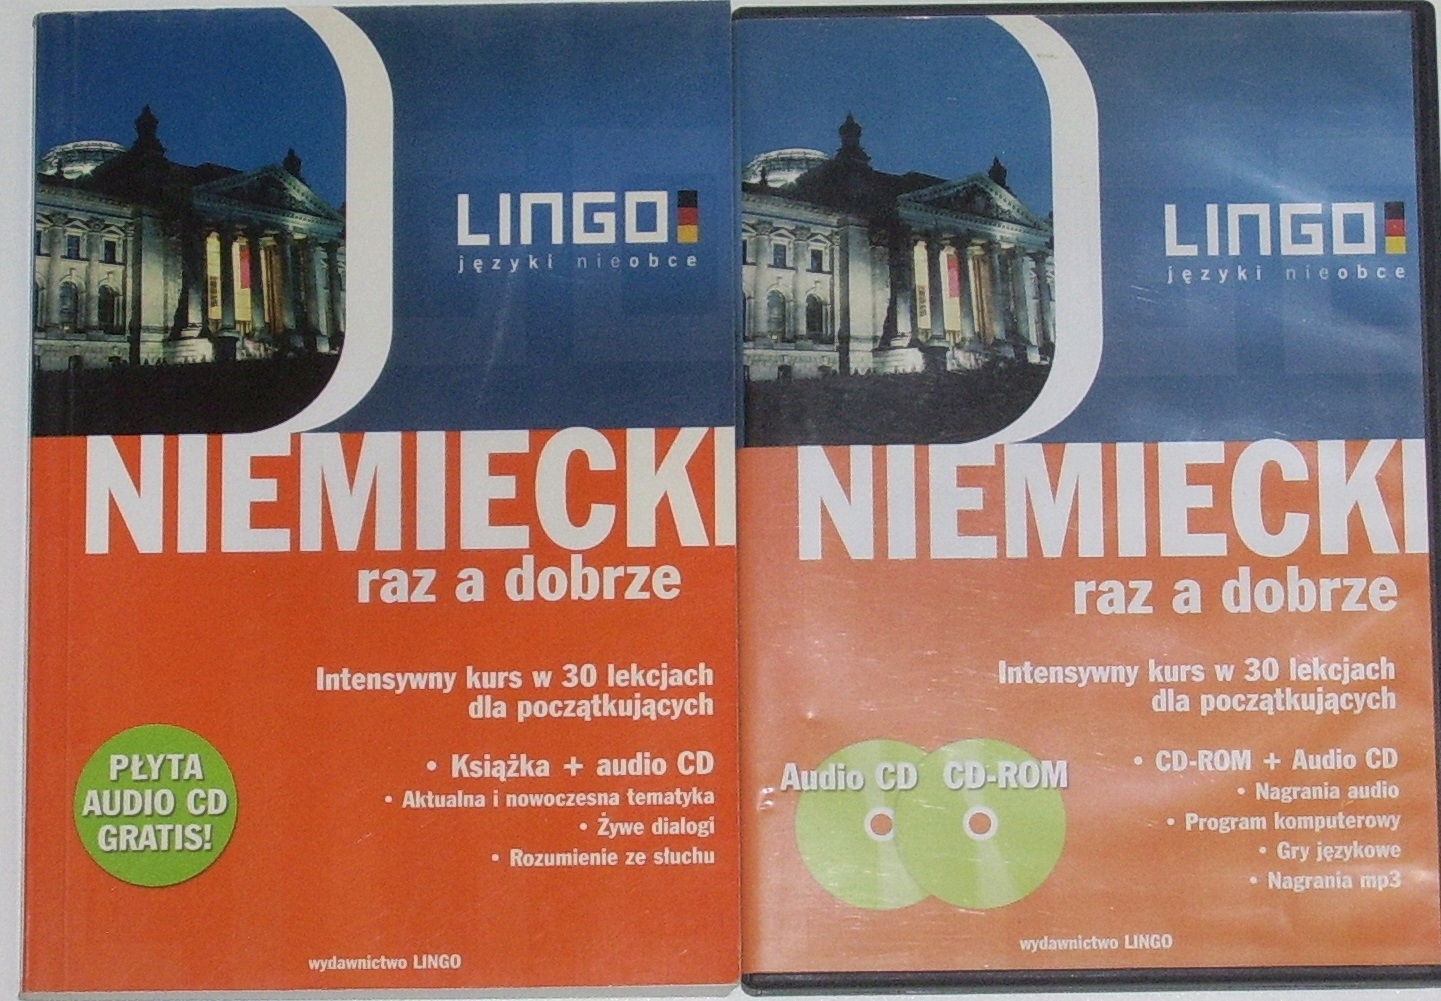 LINGO
języki nieobce
NIEMIECKI
raz a dobrze
Intensywny kurs w 30 lekcjach
dla początkujących
PŁYTA
AUDIO CD
GRATIS!
• Książka + audio CD
• Aktualna i nowoczesna tematyka
• Żywe dialogi
• Rozumienie ze słuchu
wydawnictwo LINGO
LINGO
języki nieobce
NIEMIECKI
raz a dobrze
Intensywny kurs w 30 lekcjach
dla początkujących
Audio CD CD-ROM
• CD-ROM + Audio CD
• Nagrania audio
• Program komputerowy
• Gry językowe
• Nagrania mp3
wydawnictwo LINGO